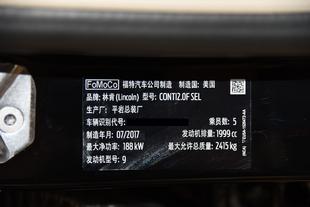 FoMoCo 福特汽车公司制造 制造国: 美国
品牌: 林肯(Lincoln) 型号: CONTI2.0F SEL
生产厂: 平岩总装厂
车辆识别代号: 乘员数: 5
制造年月: 07/2017 发动机排量: 1999 cc
最大净功率: 188 kW 最大允许总质量: 2415 kg
发动机型号: 9